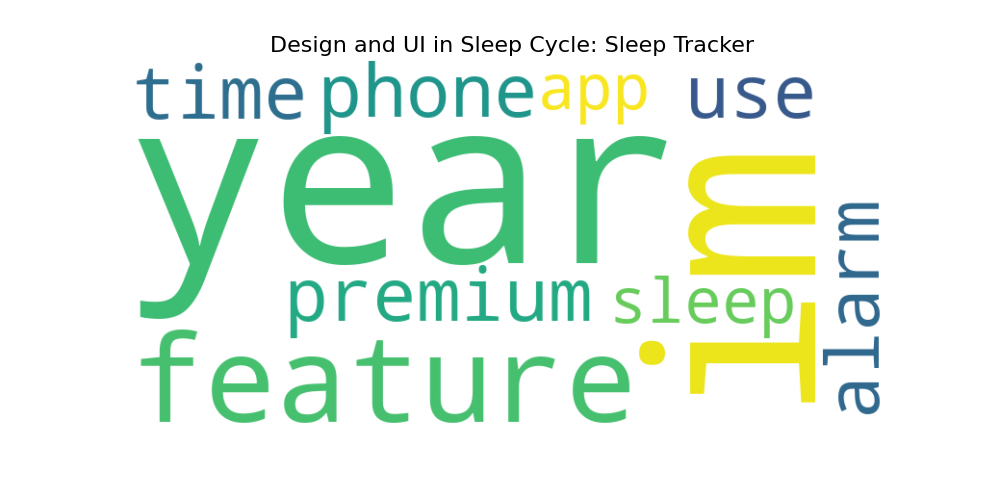 Design and UI in Sleep Cycle: Sleep Tracker
time phone app use
year im alarm
premium sleep
feature